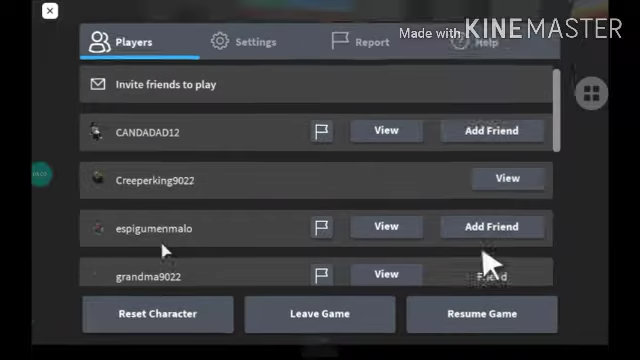 Made with KINEMASTER
Players Settings Report Help
Invite friends to play
CANDADAD12 View Add Friend
Creeperking9022 View
espigumenmalo View Add Friend
grandma9022 View Friend
Reset Character Leave Game Resume Game